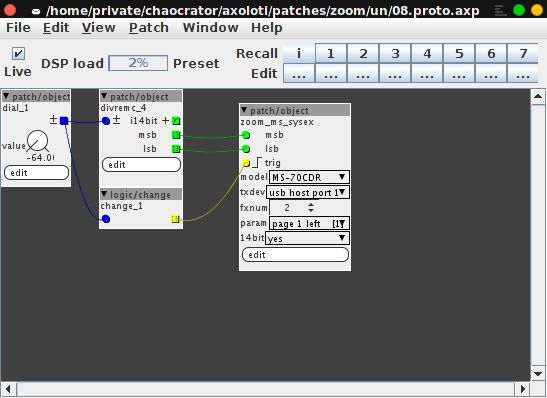 /home/private/chaocrator/axolotl/patches/zoom/un/08.proto.axp
File Edit View Patch Window Help
Live DSP load 2% Preset Recall i 1 2 3 4 5 6 7
Edit ... ... ... ... ... ... ... ...
patch/object
dial_1
±
value
-64.00
edit
patch/object
divremc_4
± i14bit +
msb
lsb
edit
logic/change
change_1
patch/object
zoom_ms_sysex
msb
lsb
trig
model MS-70CDR
txdev usb host port 1
fxnum 2
param page 1 left [1]
14bit yes
edit